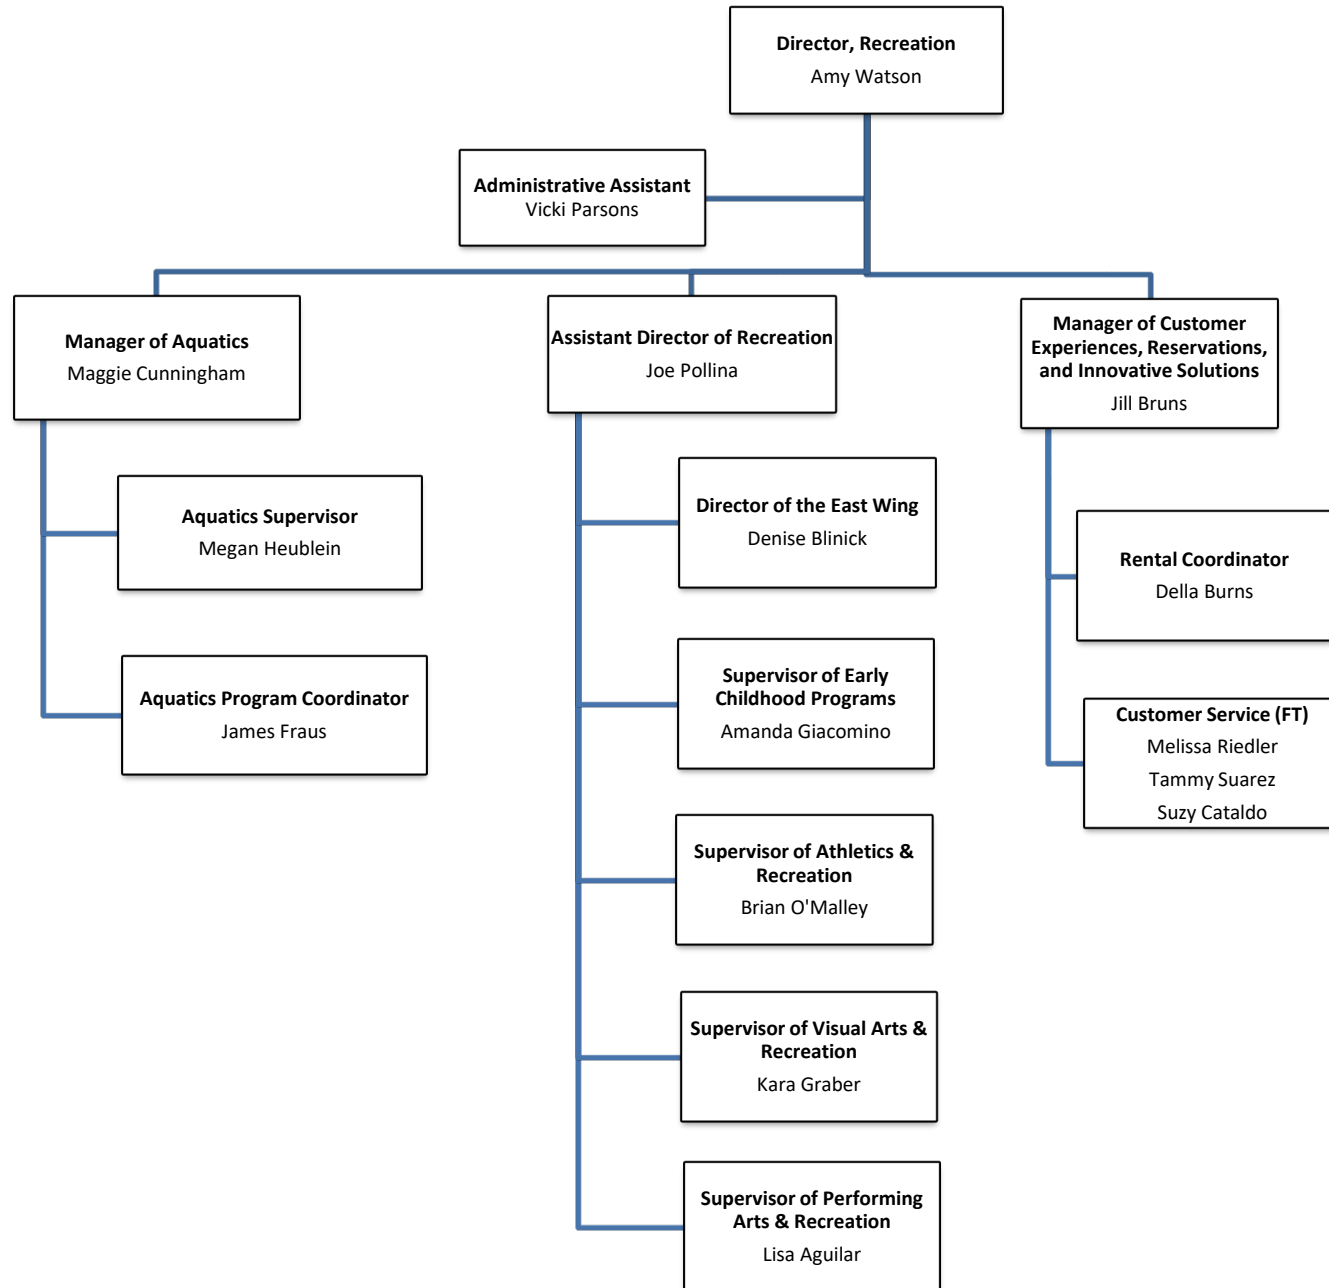 Director, Recreation
Amy Watson
Administrative Assistant
Vicki Parsons
Manager of Aquatics
Maggie Cunningham
Aquatics Supervisor
Megan Heublein
Aquatics Program Coordinator
James Fraus
Assistant Director of Recreation
Joe Pollina
Director of the East Wing
Denise Blinick
Supervisor of Early
Childhood Programs
Amanda Giacomino
Supervisor of Athletics &
Recreation
Brian O'Malley
Supervisor of Visual Arts &
Recreation
Kara Graber
Supervisor of Performing
Arts & Recreation
Lisa Aguilar
Manager of Customer
Experiences, Reservations,
and Innovative Solutions
Jill Bruns
Rental Coordinator
Della Burns
Customer Service (FT)
Melissa Riedler
Tammy Suarez
Suzy Cataldo